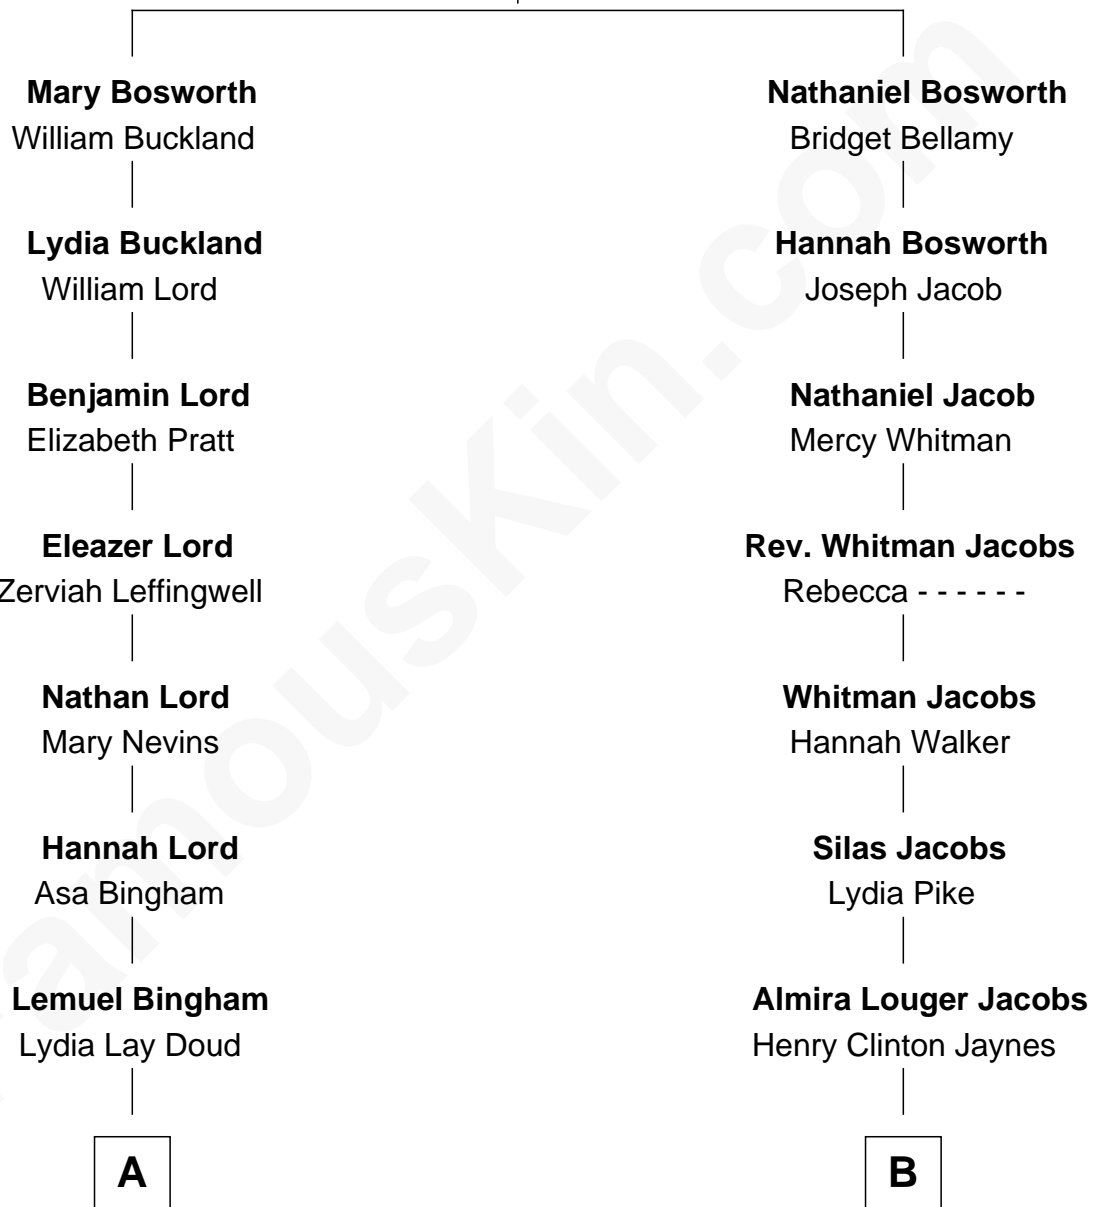 Mary Bosworth
William Buckland
Lydia Buckland
William Lord
Benjamin Lord
Elizabeth Pratt
Eleazer Lord
Zerviah Leffingwell
Nathan Lord
Mary Nevins
Hannah Lord
Asa Bingham
Lemuel Bingham
Lydia Lay Doud
A
Nathaniel Bosworth
Bridget Bellamy
Hannah Bosworth
Joseph Jacob
Nathaniel Jacob
Mercy Whitman
Rev. Whitman Jacobs
Rebecca - - - - - -
Whitman Jacobs
Hannah Walker
Silas Jacobs
Lydia Pike
Almira Louger Jacobs
Henry Clinton Jaynes
B
FamousKin.com